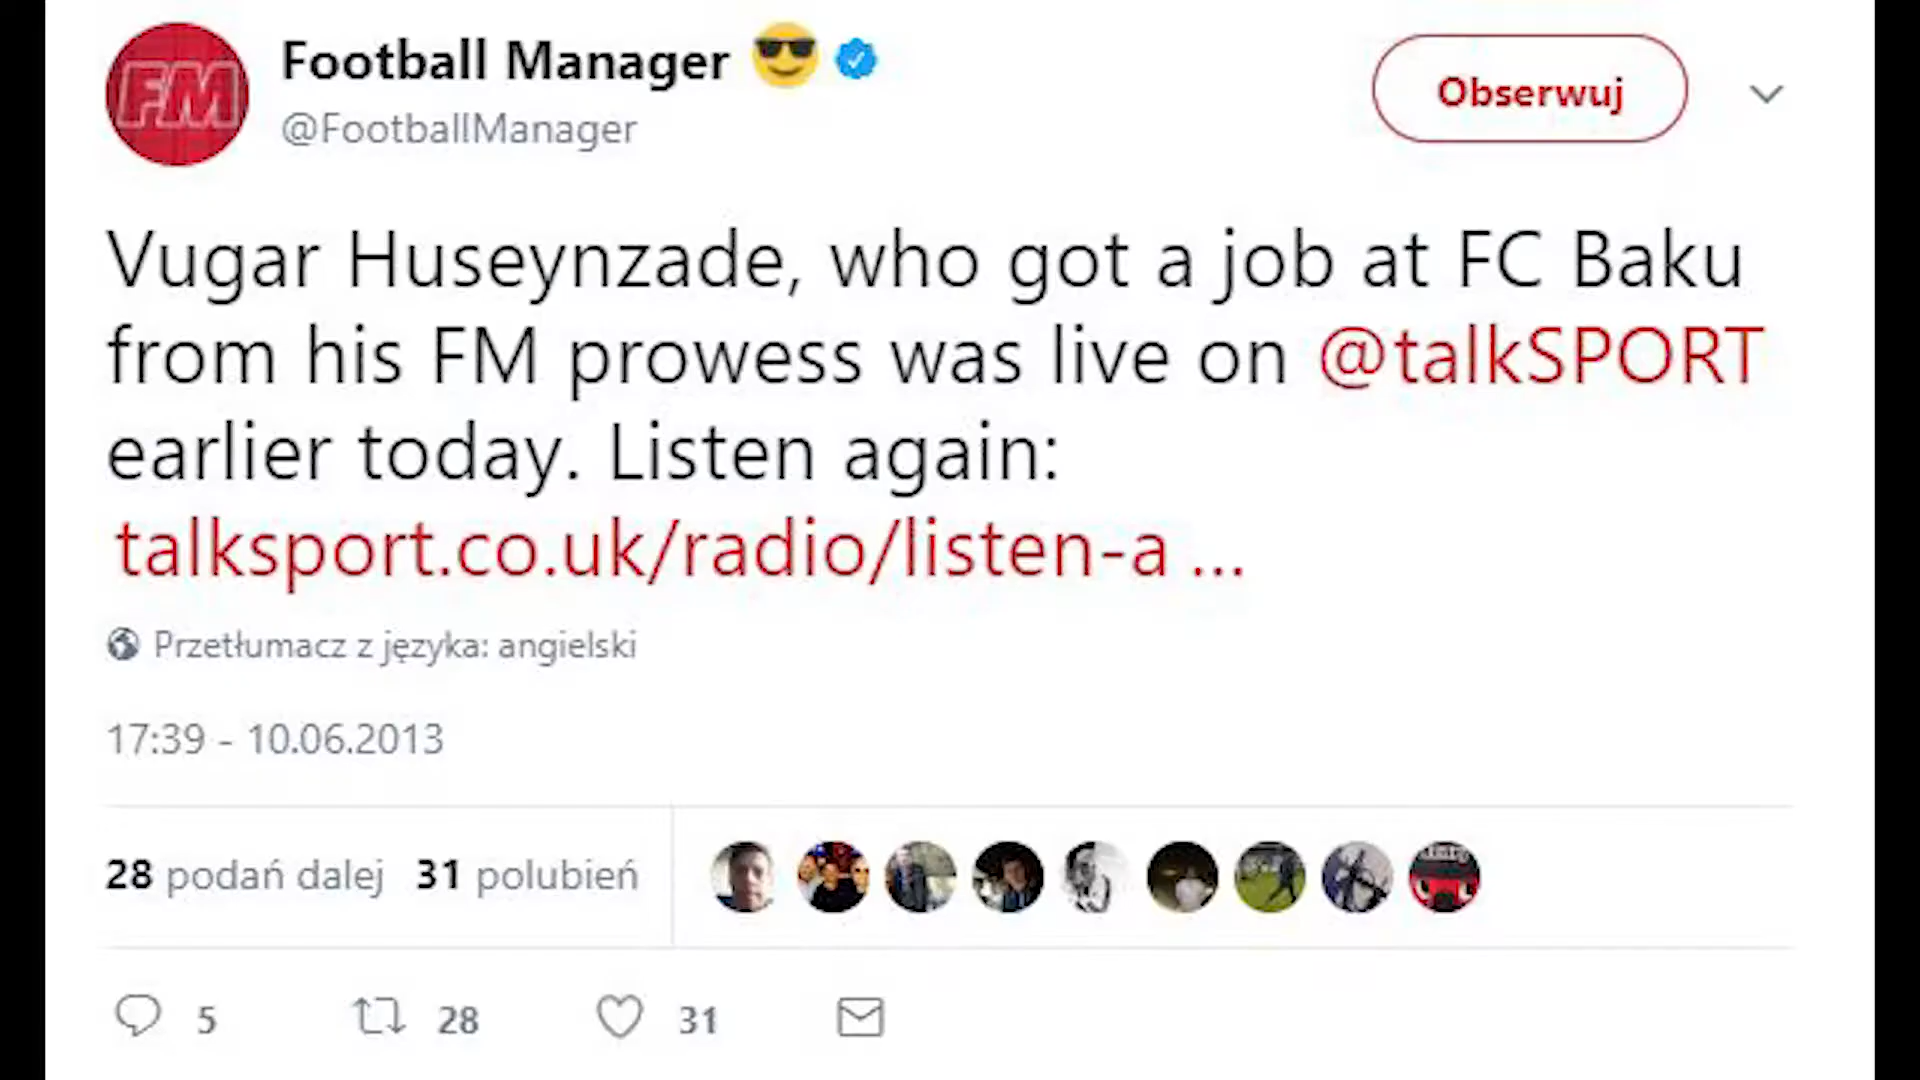 FM
Football Manager
@FootballManager
Obserwuj
Vugar Huseynzade, who got a job at FC Baku
from his FM prowess was live on @talkSPORT
earlier today. Listen again:
talksport.co.uk/radio/listen-a ...
Przetłumacz z języka: angielski
17:39 - 10.06.2013
28 podań dalej 31 polubień
5 28 31